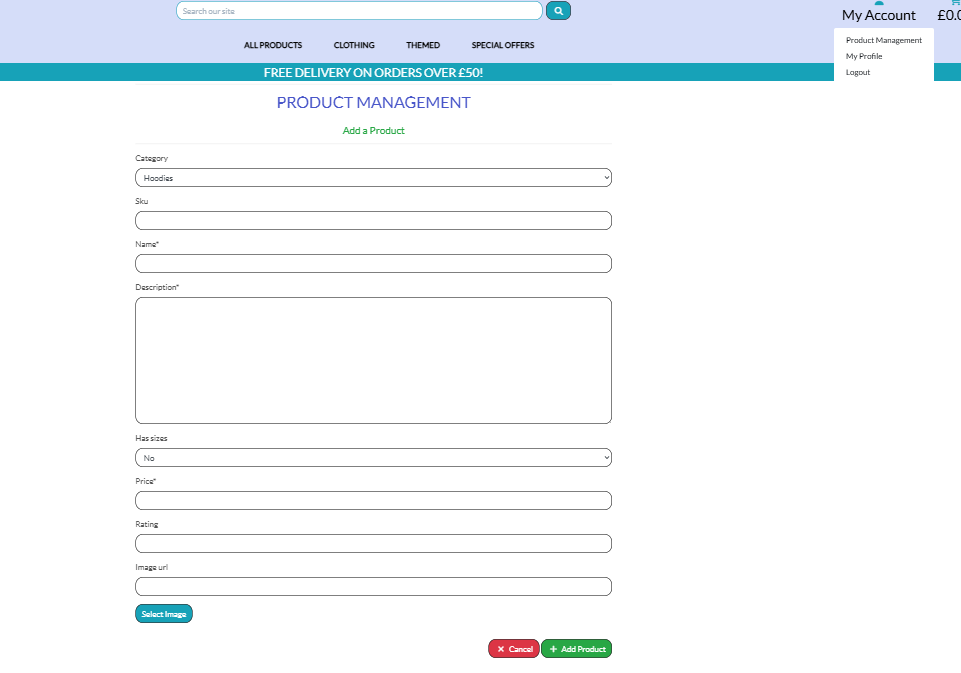 Search our site
My Account £0.0
ALL PRODUCTS CLOTHING THEMED SPECIAL OFFERS
Product Management
My Profile
Logout
FREE DELIVERY ON ORDERS OVER £50!
PRODUCT MANAGEMENT
Add a Product
Category
Hoodies
Sku
Name*
Description*
Has sizes
No
Price*
Rating
Image url
Select Image
Cancel Add Product